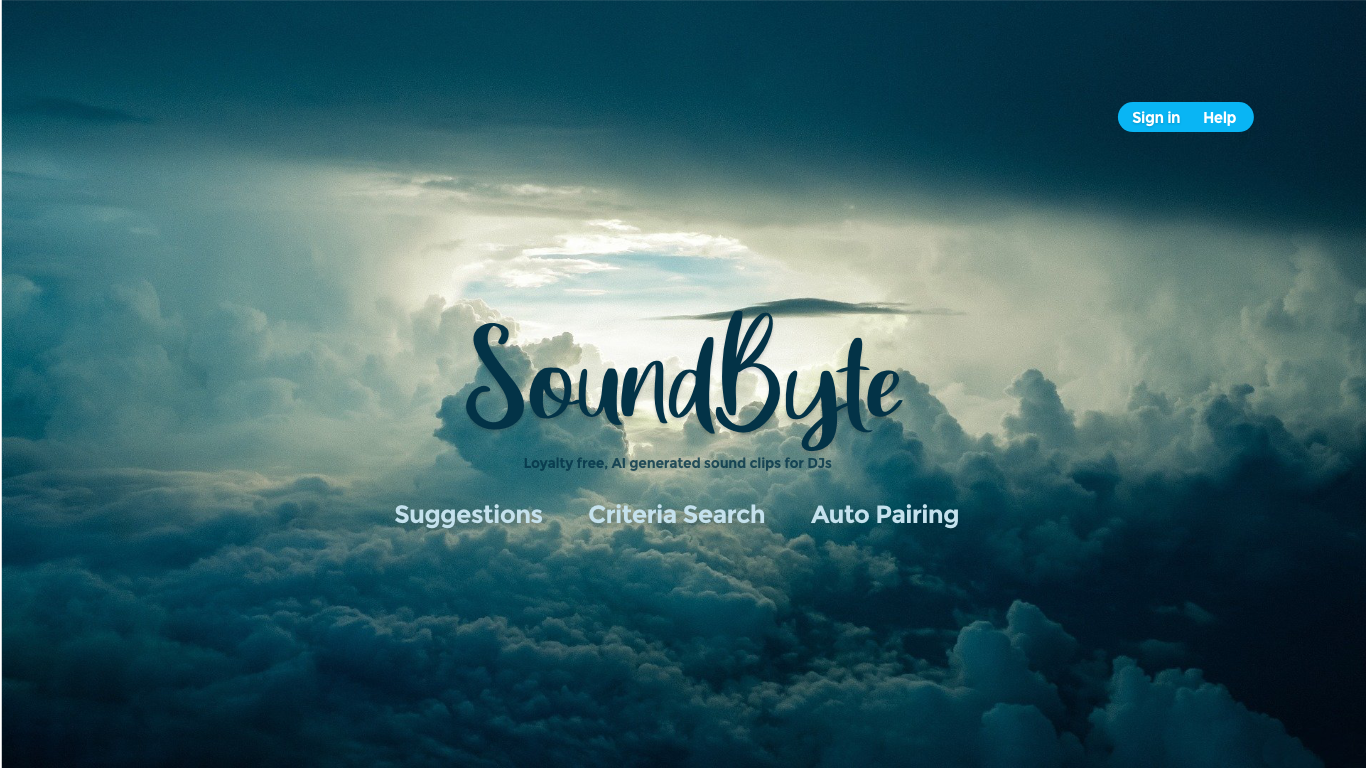 Sign in Help
SoundByte
Loyalty free, AI generated sound clips for DJs
Suggestions Criteria Search Auto Pairing